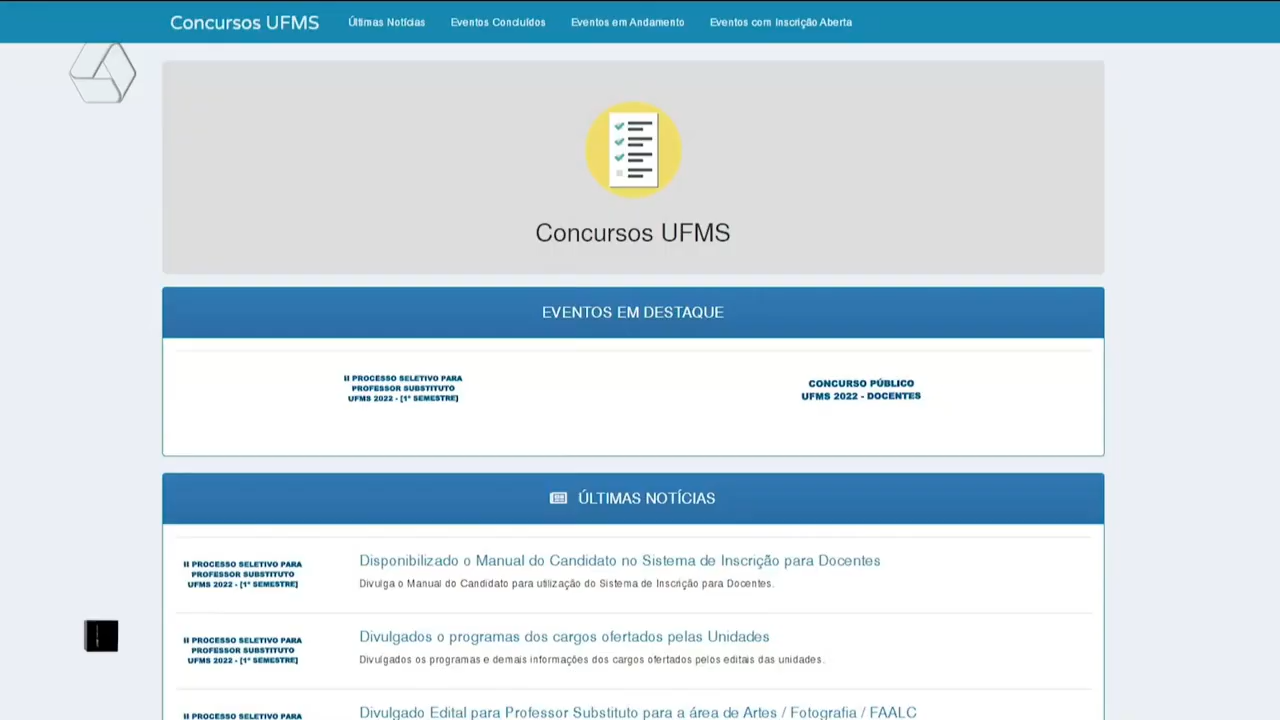 Concursos UFMS
Últimas Notícias
Eventos Concluídos
Eventos em Andamento
Eventos com Inscrição Aberta
Concursos UFMS
EVENTOS EM DESTAQUE
II PROCESSO SELETIVO PARA
PROFESSOR SUBSTITUTO
UFMS 2022 - [1° SEMESTRE]
CONCURSO PÚBLICO
UFMS 2022 - DOCENTES
ÚLTIMAS NOTÍCIAS
II PROCESSO SELETIVO PARA
PROFESSOR SUBSTITUTO
UFMS 2022 - [1° SEMESTRE]
Disponibilizado o Manual do Candidato no Sistema de Inscrição para Docentes
Divulga o Manual do Candidato para utilização do Sistema de Inscrição para Docentes.
II PROCESSO SELETIVO PARA
PROFESSOR SUBSTITUTO
UFMS 2022 - [1° SEMESTRE]
Divulgados o programas dos cargos ofertados pelas Unidades
Divulgados os programas e demais informações dos cargos ofertados pelos editais das unidades.
II PROCESSO SELETIVO PARA
Divulgado Edital para Professor Substituto para a área de Artes / Fotografia / FAALC